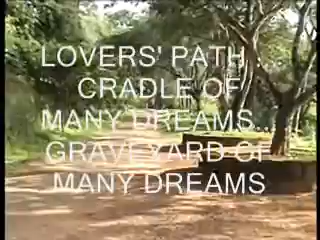 LOVERS' PATH...
CRADLE OF
MANY DREAMS...
GRAVEYARD OF
MANY DREAMS